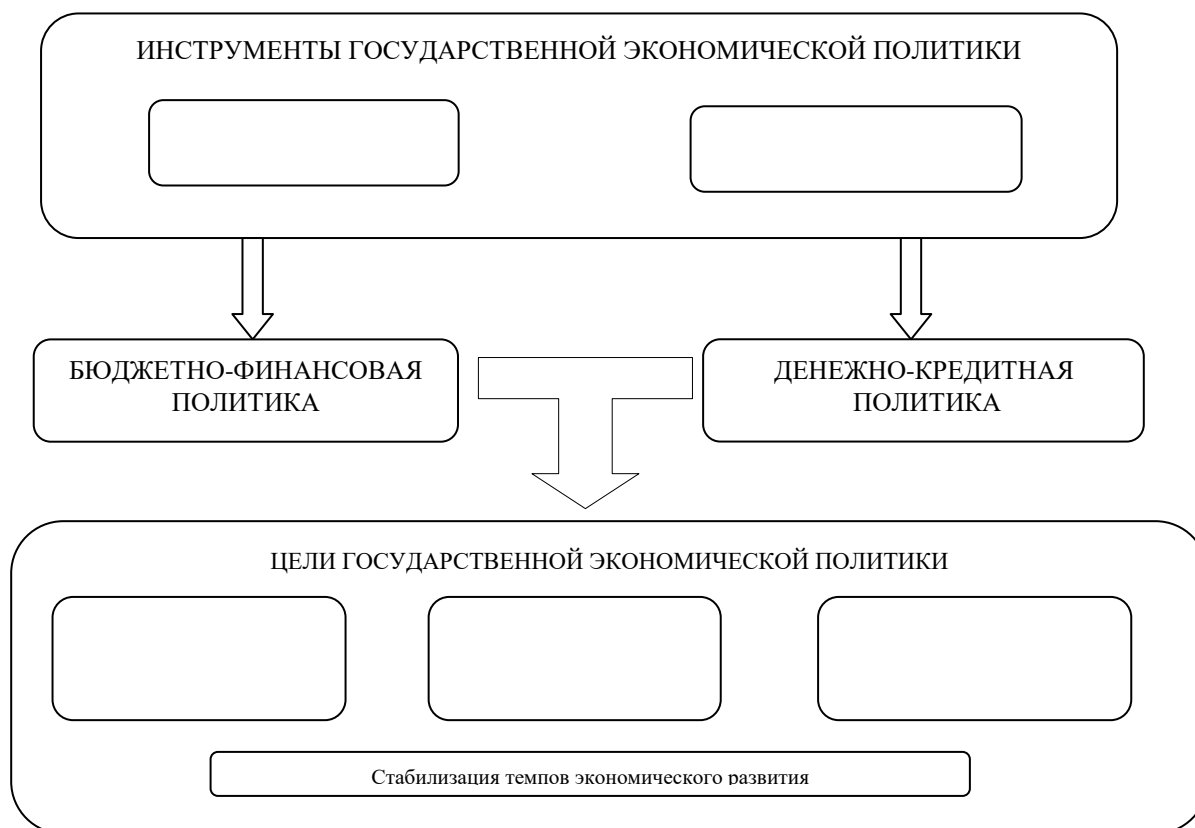 ИНСТРУМЕНТЫ ГОСУДАРСТВЕННОЙ ЭКОНОМИЧЕСКОЙ ПОЛИТИКИ
БЮДЖЕТНО-ФИНАНСОВАЯ
ПОЛИТИКА
ДЕНЕЖНО-КРЕДИТНАЯ
ПОЛИТИКА
ЦЕЛИ ГОСУДАРСТВЕННОЙ ЭКОНОМИЧЕСКОЙ ПОЛИТИКИ
Стабилизация темпов экономического развития